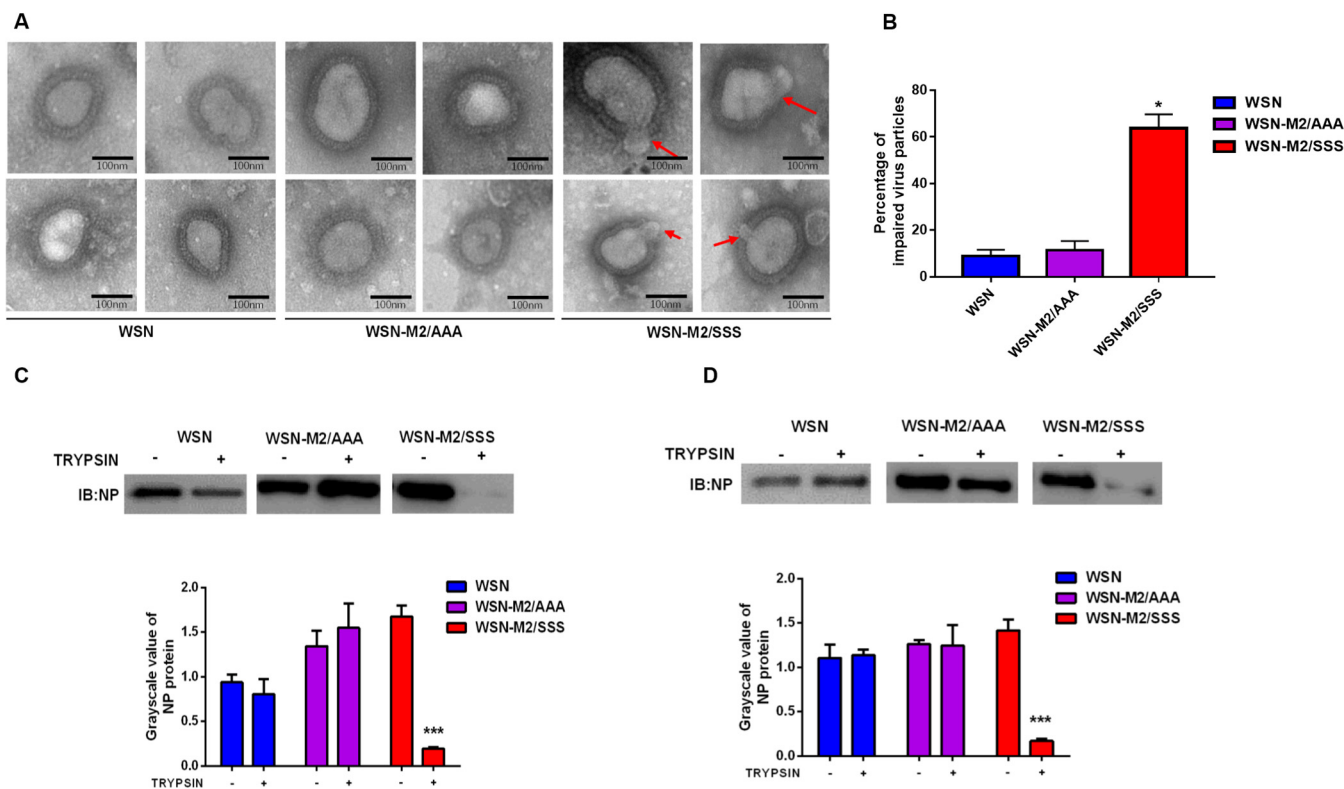 A
100nm 100nm 100nm 100nm 100nm 100nm
100nm 100nm 100nm 100nm 100nm 100nm
WSN WSN-M2/AAA WSN-M2/SSS
B
Percentage of
impaired virus particles
80
60
40
20
0
*
WSN
WSN-M2/AAA
WSN-M2/SSS
WSN
WSN-M2/AAA
WSN-M2/SSS
C
WSN WSN-M2/AAA WSN-M2/SSS
TRYPSIN - + - + - +
IB:NP
Grayscale value of
NP protein
2.0
1.5
1.0
0.5
0.0
***
WSN
WSN-M2/AAA
WSN-M2/SSS
TRYPSIN - + - + - +
D
WSN WSN-M2/AAA WSN-M2/SSS
TRYPSIN - + - + - +
IB:NP
Grayscale value of
NP protein
2.0
1.5
1.0
0.5
0.0
***
WSN
WSN-M2/AAA
WSN-M2/SSS
TRYPSIN - + - + - +